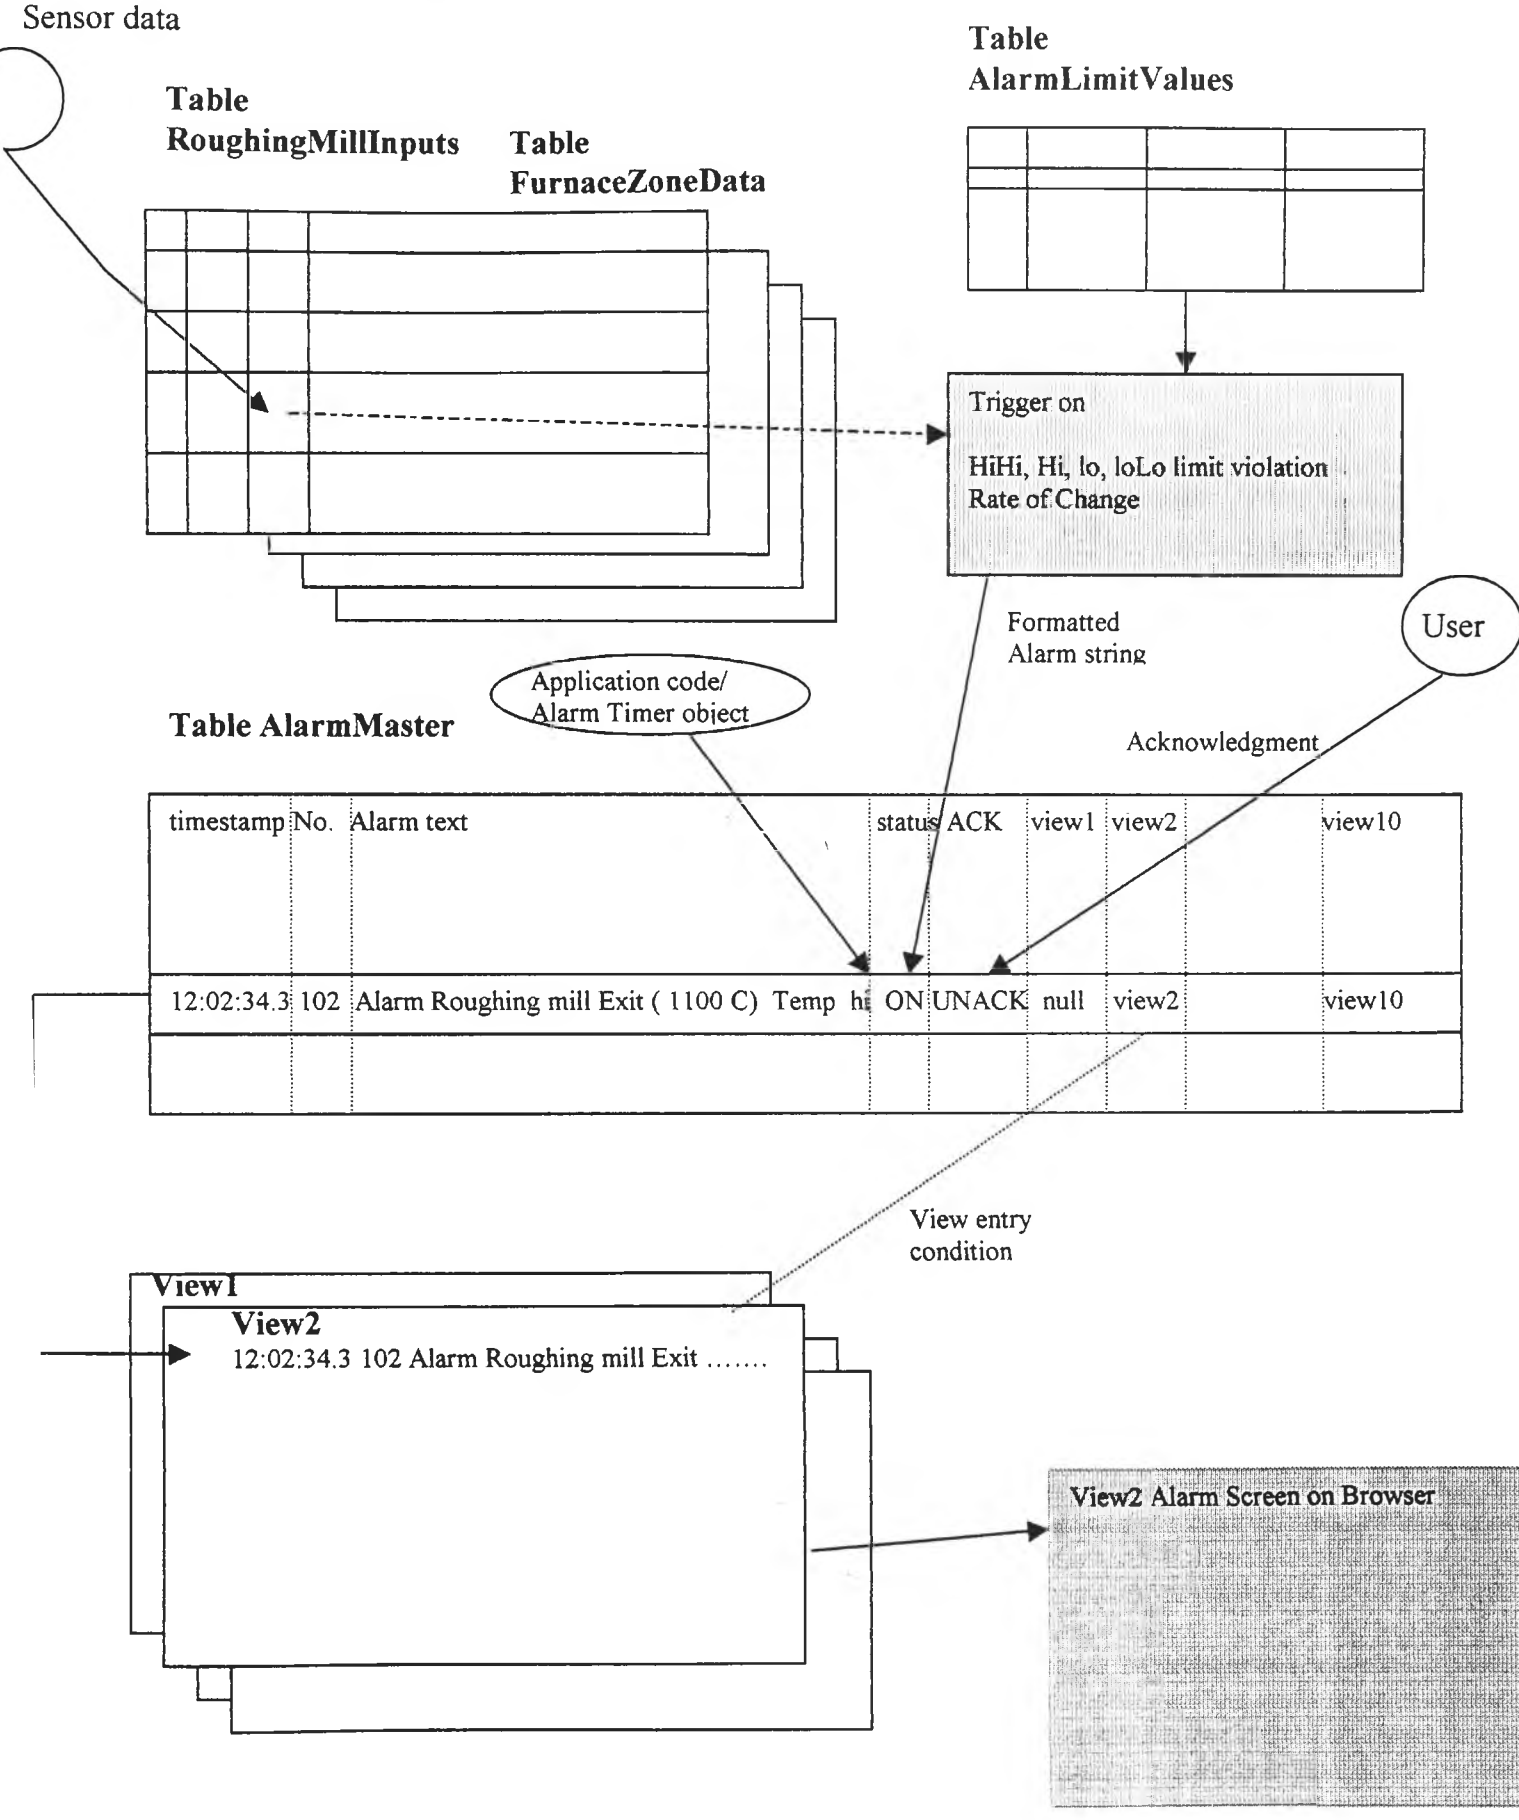 Sensor data
Table
AlarmLimitValues
Table
RoughingMillInputs
Table
FurnaceZoneData
Trigger on
HiHi, Hi, lo, loLo limit violation
Rate of Change
Formatted
Alarm string
User
Application code/
Alarm Timer object
Table AlarmMaster
Acknowledgment
timestamp No. Alarm text status ACK view1 view2 view10
12:02:34.3 102 Alarm Roughing mill Exit ( 1100 C) Temp hi ON UNACK null view2 view10
View entry
condition
View1
View2
12:02:34.3 102 Alarm Roughing mill Exit .......
View2 Alarm Screen on Browser